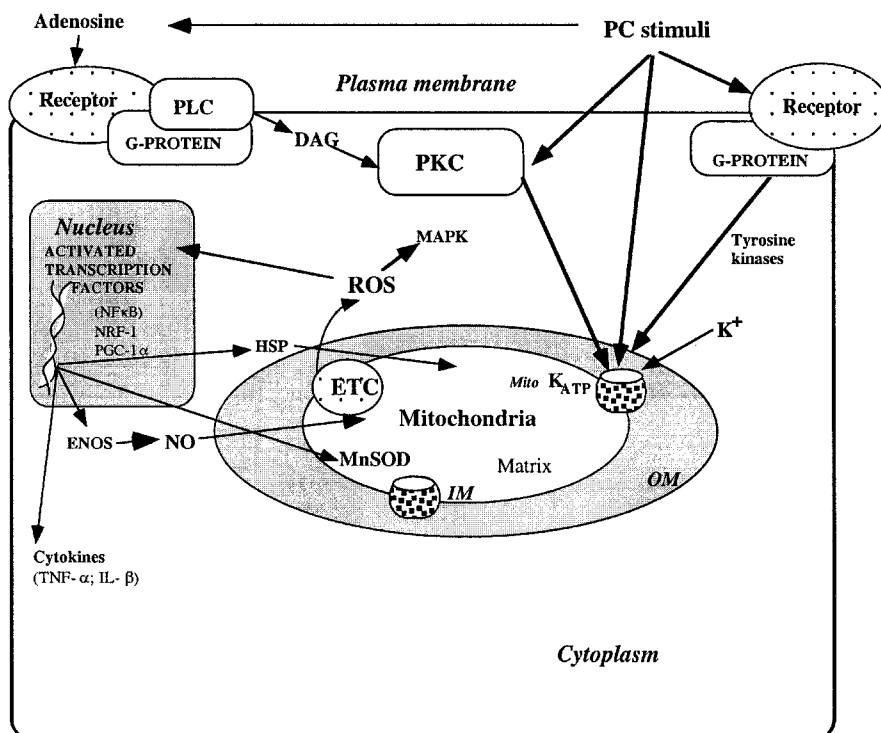 Adenosine
PC stimuli
Plasma membrane
Receptor
PLC
G-PROTEIN
DAG
PKC
Receptor
G-PROTEIN
Tyrosine
kinases
Nucleus
ACTIVATED
TRANSCRIPTION
FACTORS
(NFκB)
NRF-1
PGC-1α
MAPK
ROS
HSP
K+
Mito KATP
ETC
Mitochondria
ENOS
NO
MnSOD
Matrix
IM
OM
Cytokines
(TNF- α; IL- β)
Cytoplasm